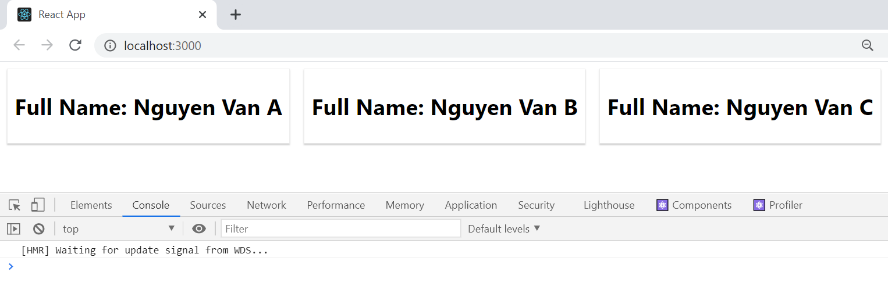 React App
localhost:3000
Full Name: Nguyen Van A Full Name: Nguyen Van B Full Name: Nguyen Van C
Elements Console Sources Network Performance Memory Application Security Lighthouse Components Profiler
top Filter Default levels
[HMR] Waiting for update signal from WDS...